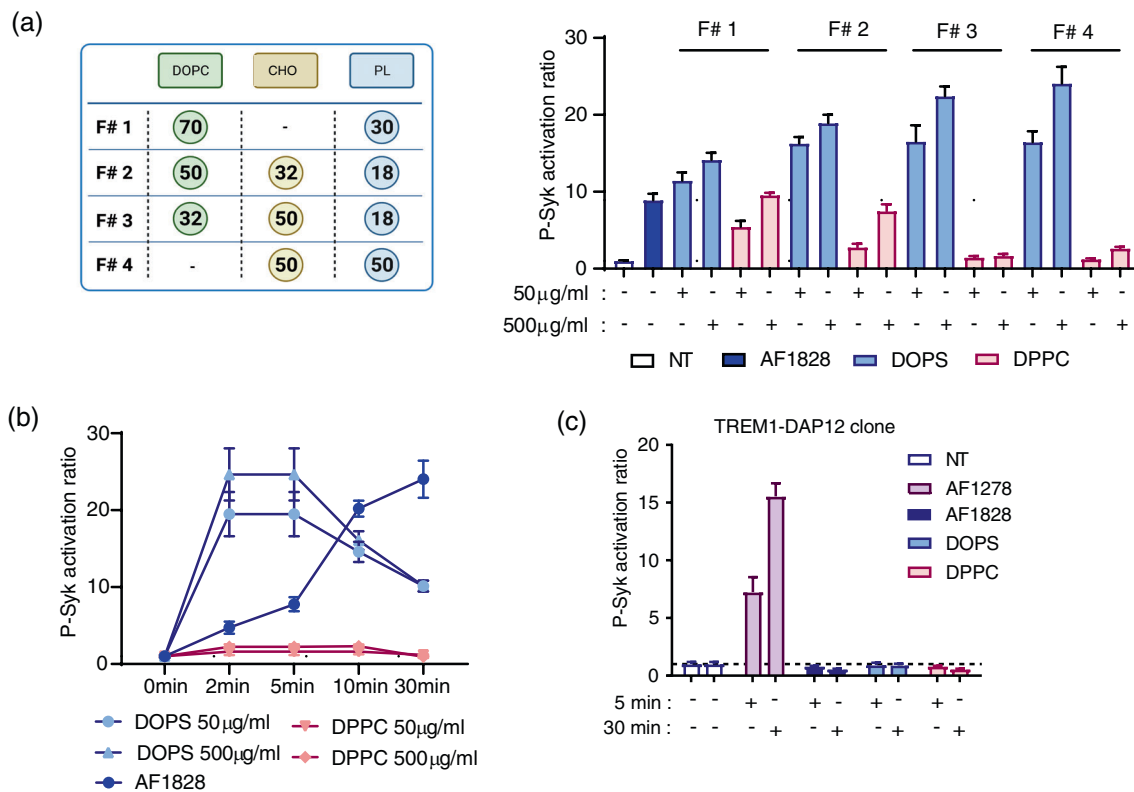 (a)
DOPC CHO PL
F# 1 70 - 30
F# 2 50 32 18
F# 3 32 50 18
F# 4 - 50 50
F# 1 F# 2 F# 3 F# 4
P-Syk activation ratio
30
20
10
0
50µg/ml : - - + - + - + - + - + - + - + - + -
500µg/ml : - - - + - + - + - + - + - + - + - +
NT AF1828 DOPS DPPC
(b)
P-Syk activation ratio
30
20
10
0
0min 2min 5min 10min 30min
DOPS 50µg/ml DPPC 50µg/ml
DOPS 500µg/ml DPPC 500µg/ml
AF1828
(c)
TREM1-DAP12 clone
P-Syk activation ratio
20
15
10
5
0
NT
AF1278
AF1828
DOPS
DPPC
5 min : - - + - + - + - + -
30 min : - - - + - + - + - +